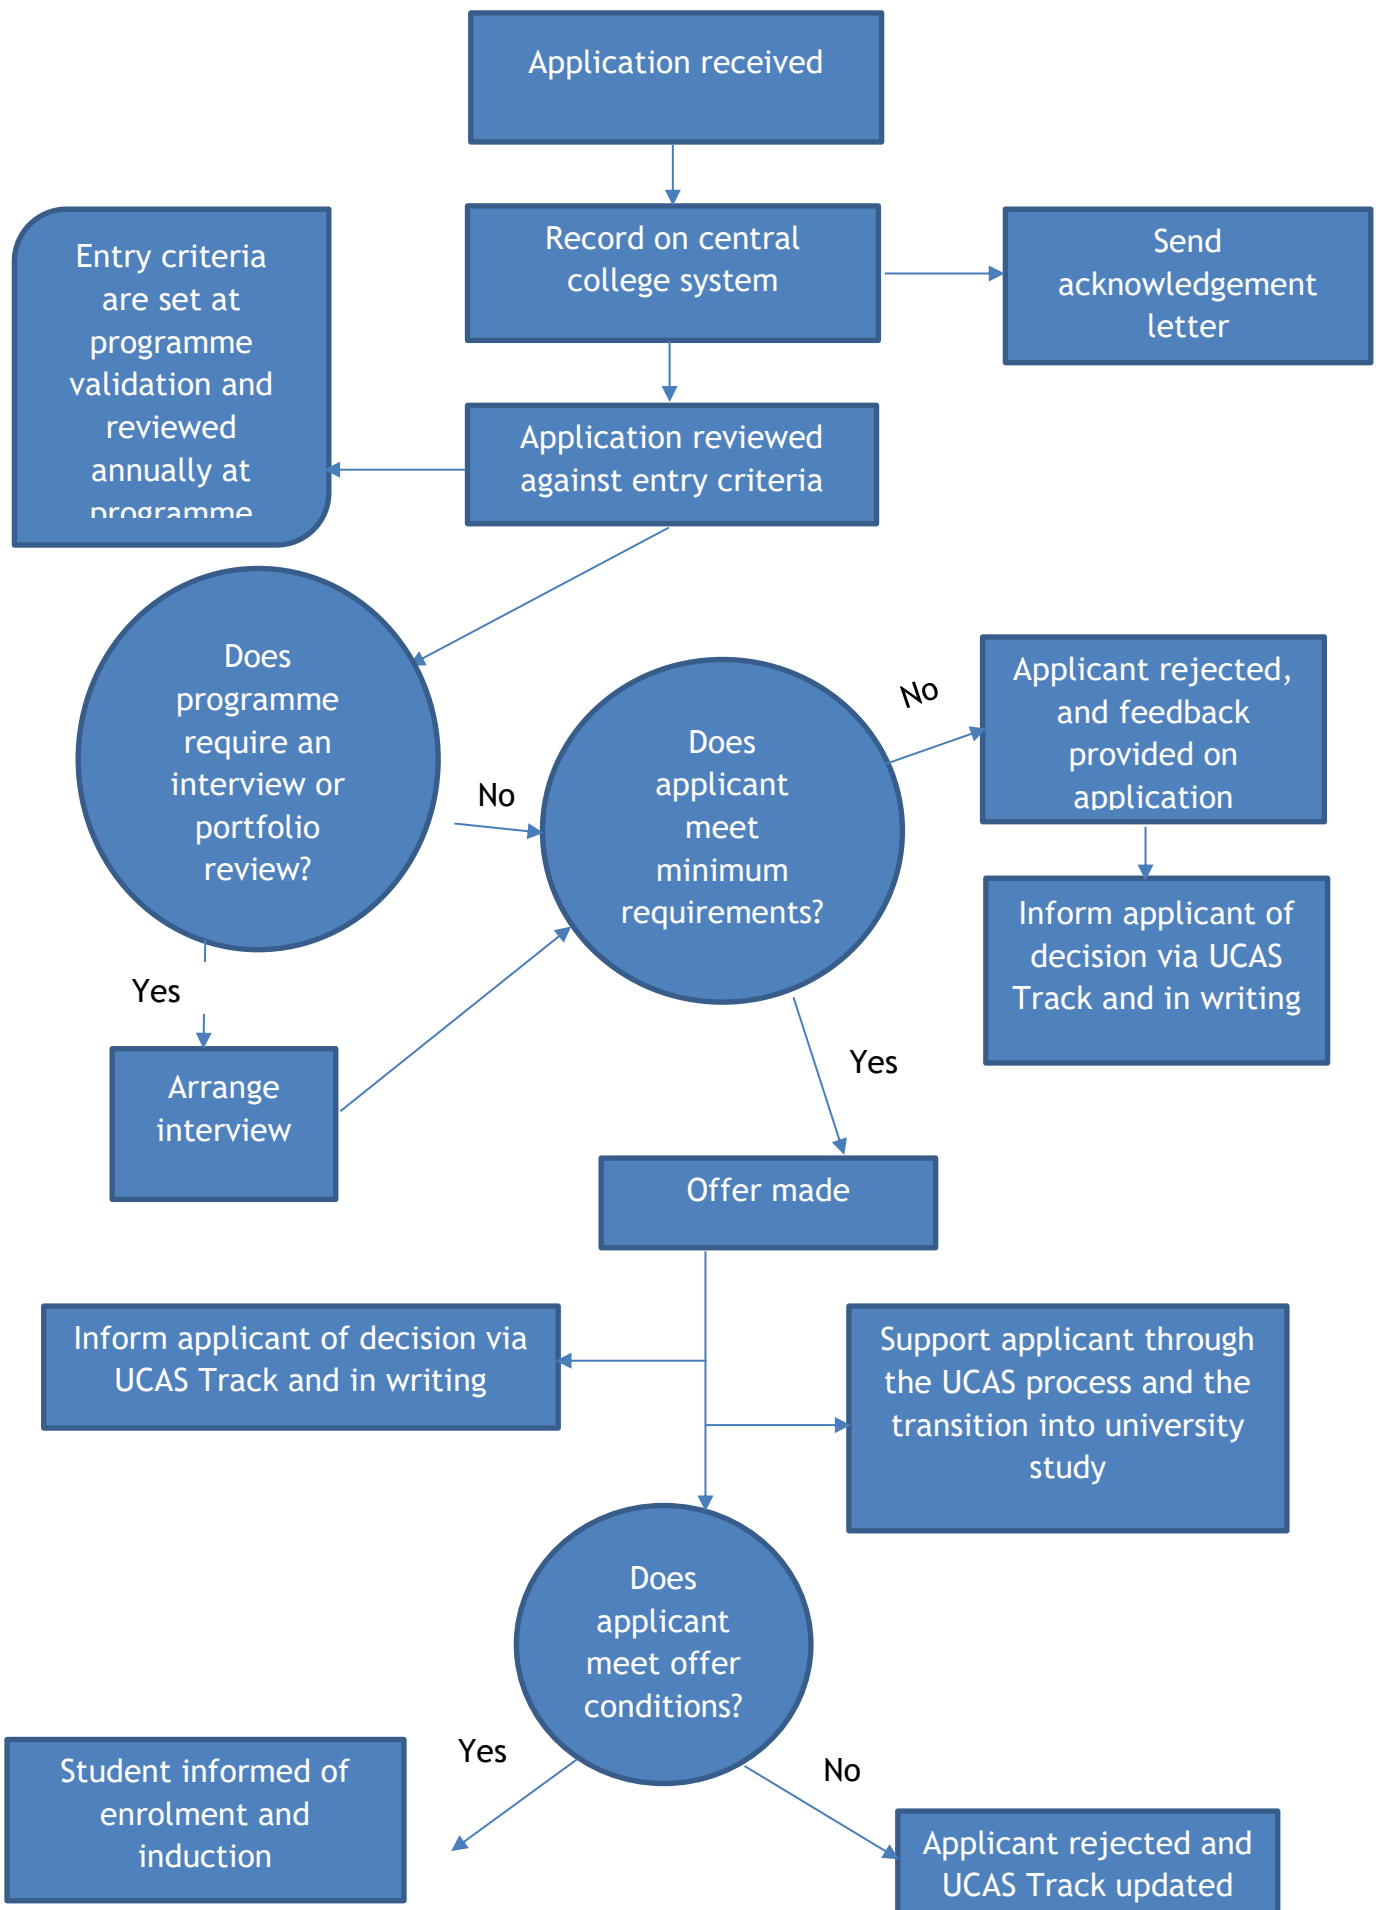 Application received
Record on central
college system
Send
acknowledgement
letter
Entry criteria
are set at
programme
validation and
reviewed
annually at
programme
Application reviewed
against entry criteria
Does
programme
require an
interview or
portfolio
review?
No
Does
applicant
meet
minimum
requirements?
No
Applicant rejected,
and feedback
provided on
application
Inform applicant of
decision via UCAS
Track and in writing
Yes
Arrange
interview
Yes
Offer made
Inform applicant of decision via
UCAS Track and in writing
Support applicant through
the UCAS process and the
transition into university
study
Does
applicant
meet offer
conditions?
Yes
Student informed of
enrolment and
induction
No
Applicant rejected and
UCAS Track updated